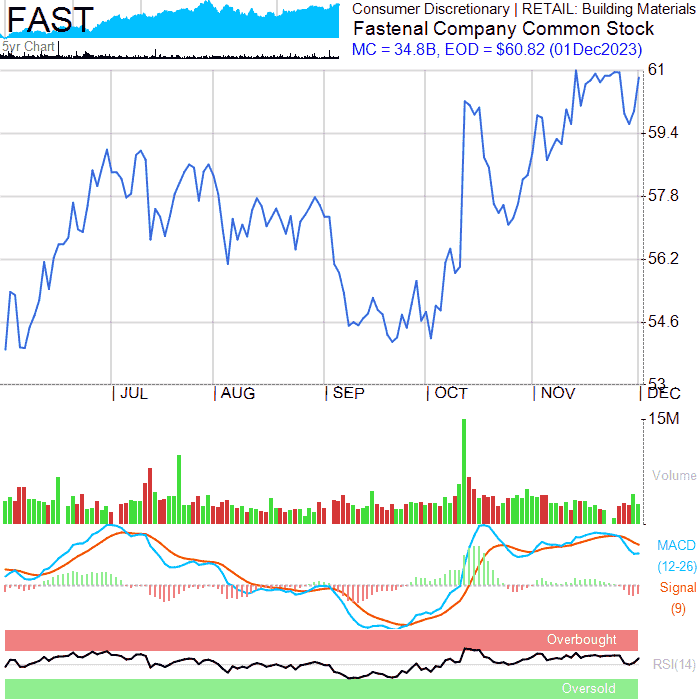 FAST
5yr Chart
Consumer Discretionary | RETAIL: Building Materials
Fastenal Company Common Stock
MC = 34.8B, EOD = $60.82 (01Dec2023)
61
59.4
57.8
56.2
54.6
53
JUL
AUG
SEP
OCT
NOV
DEC
15M
Volume
MACD
(12-26)
Signal
(9)
Overbought
RSI(14)
Oversold